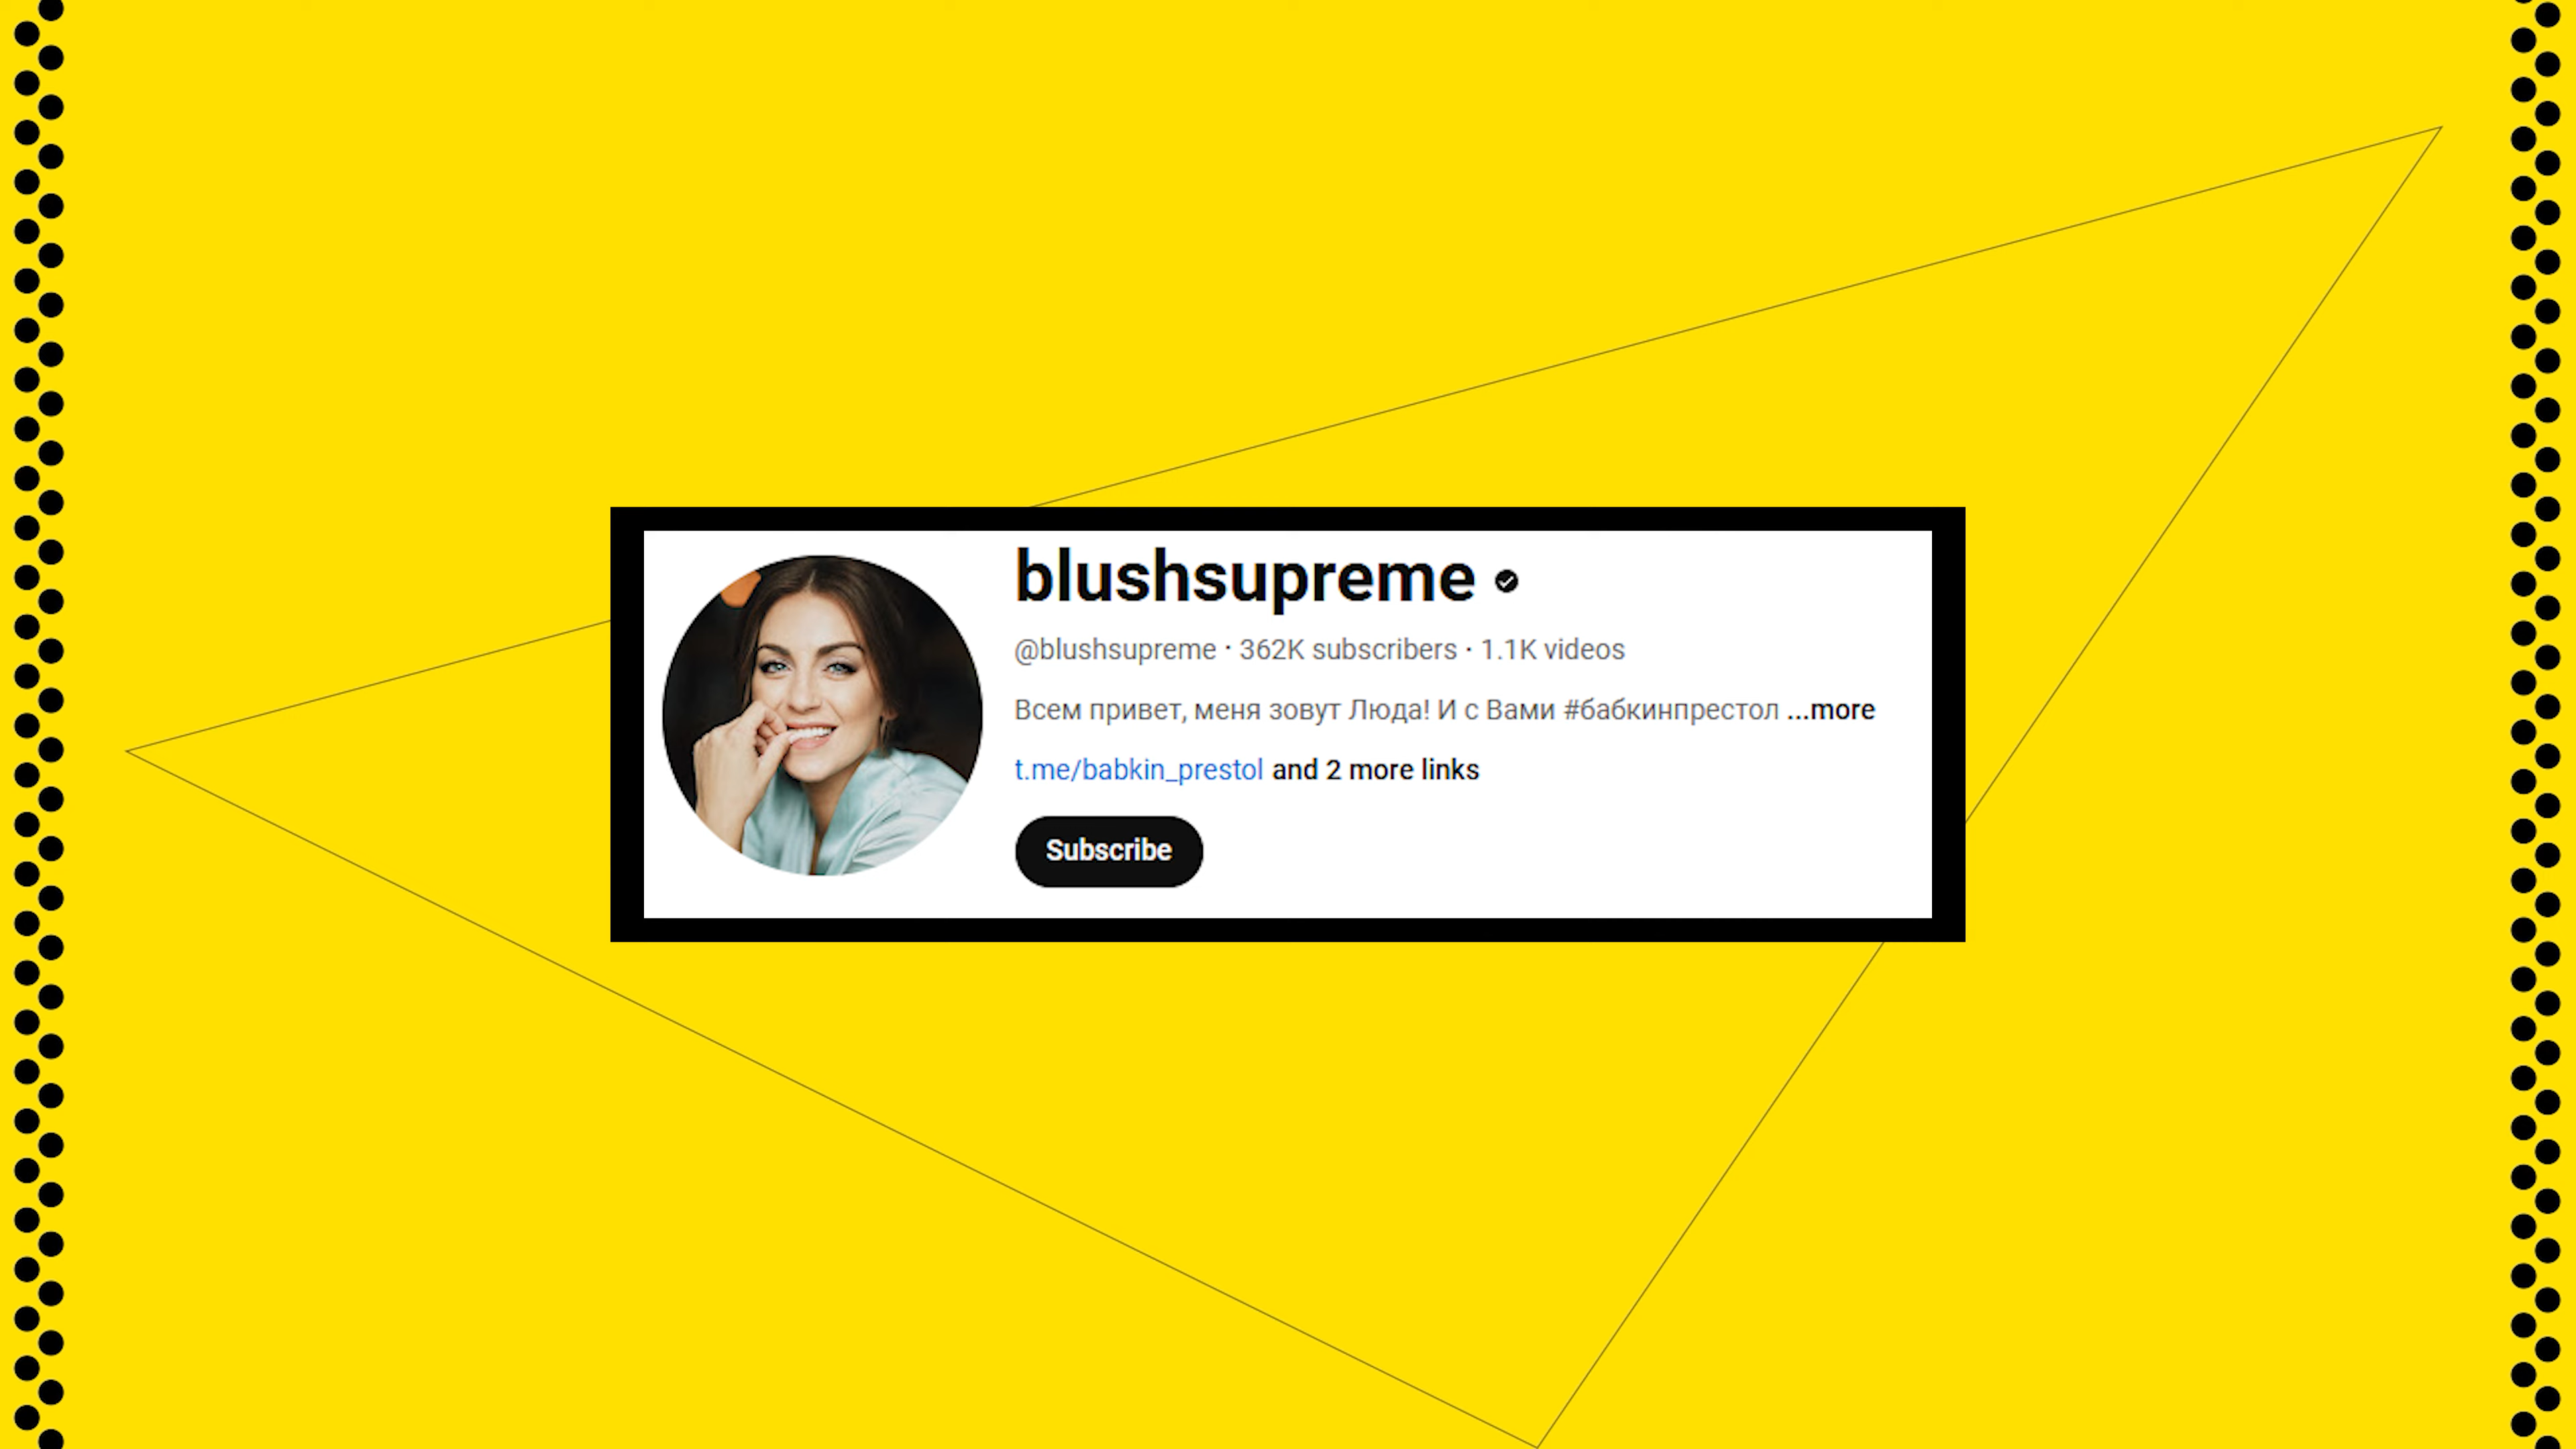 blushsupreme
@blushsupreme · 362K subscribers · 1.1K videos
Всем привет, меня зовут Люда! И с Вами #бабкинпрестол ...more
t.me/babkin_prestol and 2 more links
Subscribe